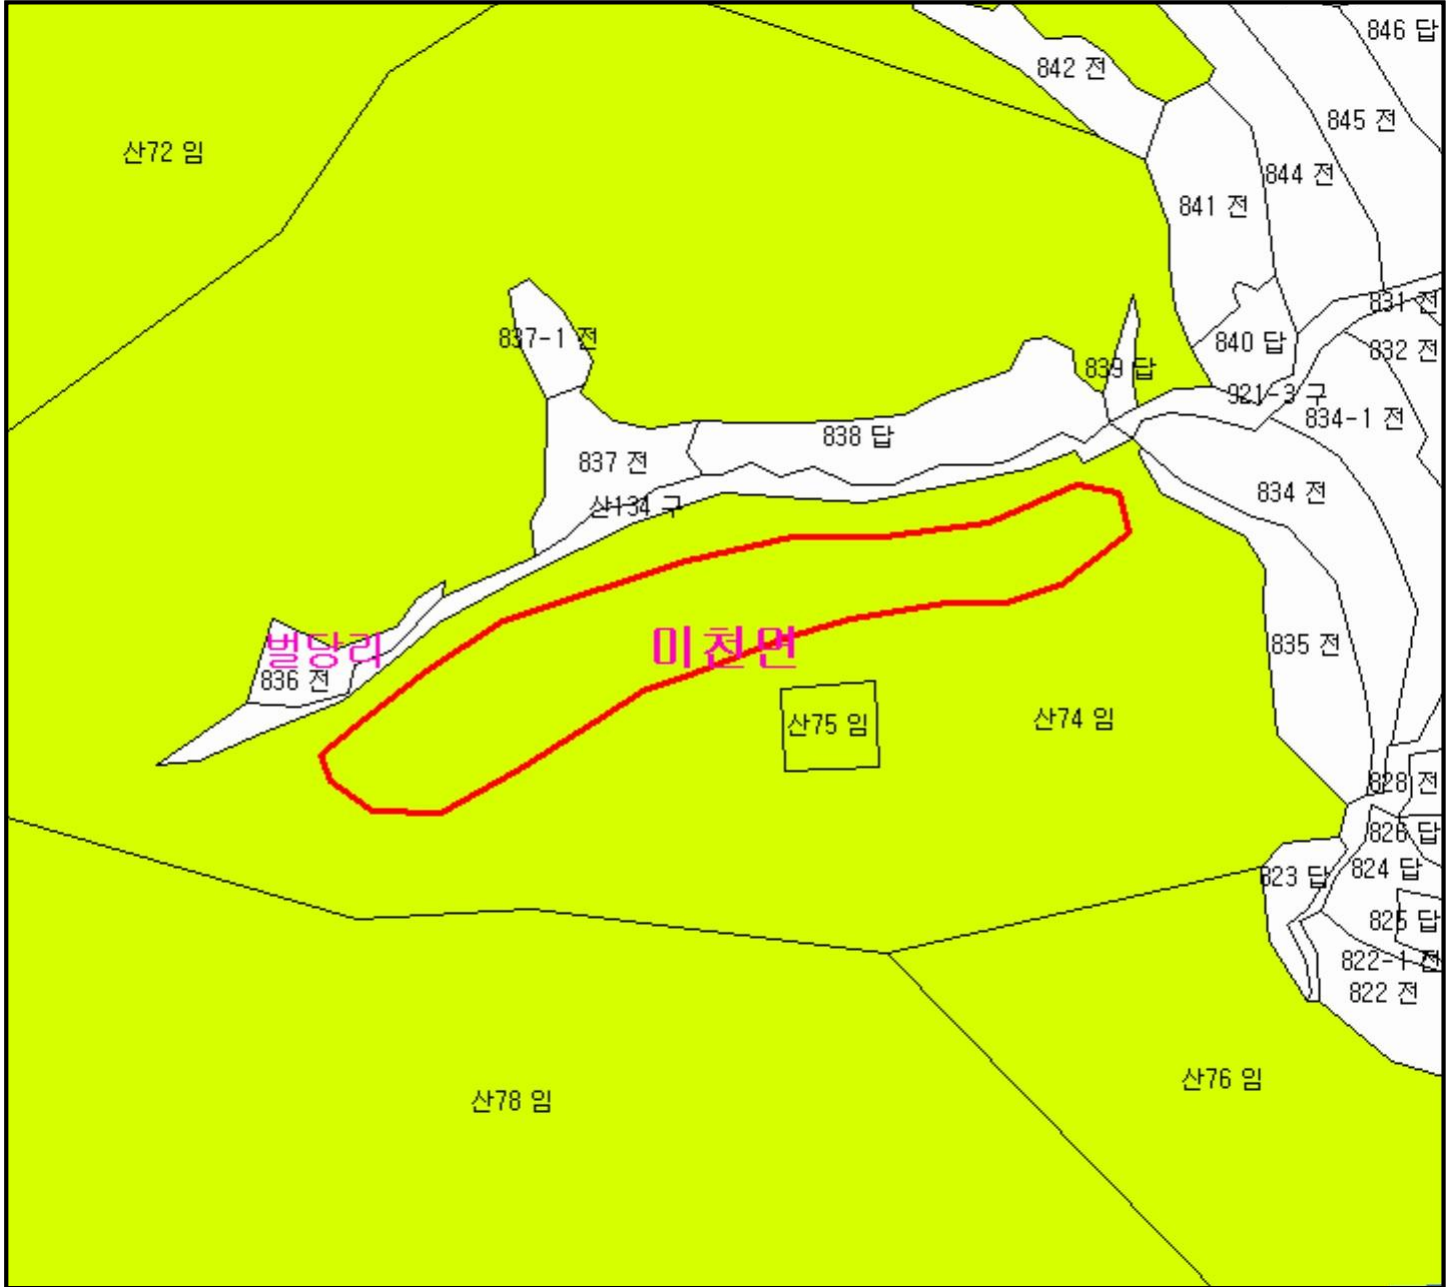 846 답
842 전
845 전
산72 임
844 전
841 전
831 전
837-1 전
840 답
832 전
839 답
921-3 구
834-1 전
838 답
837 전
834 전
산134 구
벌당리
미천면
835 전
836 전
산75 임
산74 임
828 전
826 답
824 답
823 답
825 답
822-1 전
822 전
산76 임
산78 임